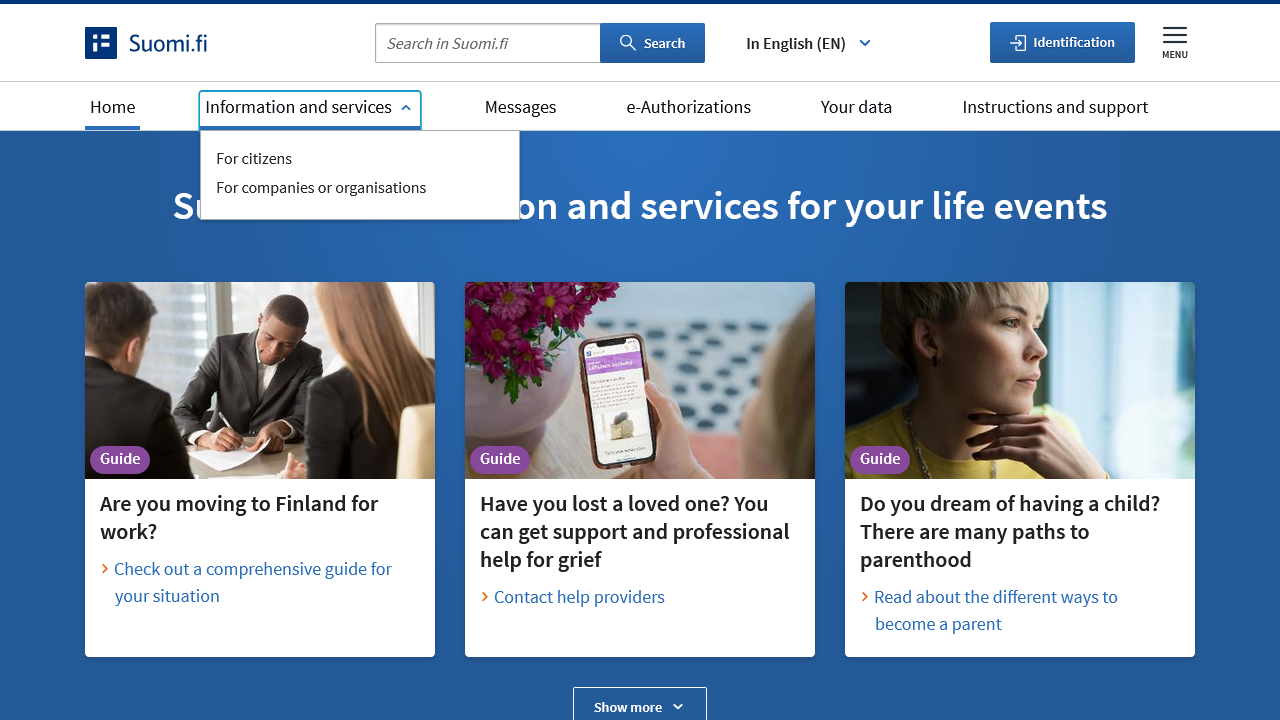 Suomi.fi
Search in Suomi.fi
Search
In English (EN)
Identification
MENU
Home
Information and services
Messages
e-Authorizations
Your data
Instructions and support
For citizens
For companies or organisations
and services for your life events
Guide
Guide
Guide
Are you moving to Finland for
work?
Check out a comprehensive guide for
your situation
Have you lost a loved one? You
can get support and professional
help for grief
Contact help providers
Do you dream of having a child?
There are many paths to
parenthood
Read about the different ways to
become a parent
Show more